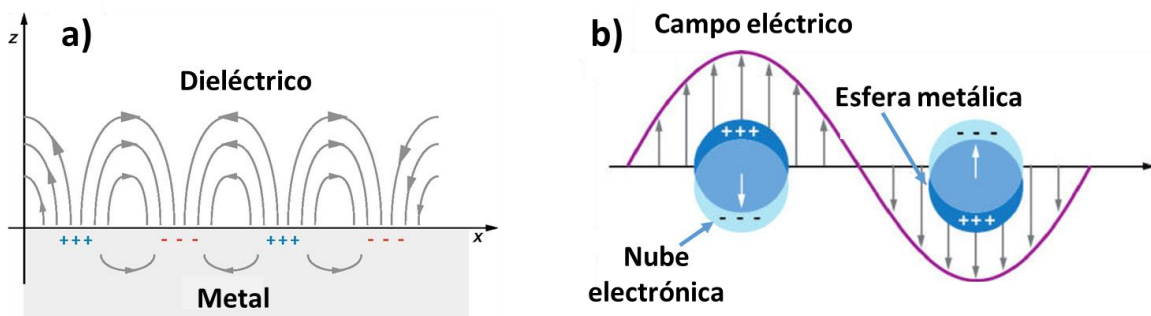 a)
z
Dieléctrico
+++
- - -
+++
- - -
x
Metal
b)
Campo eléctrico
Esfera metálica
+++
- - -
- - -
+++
Nube
electrónica